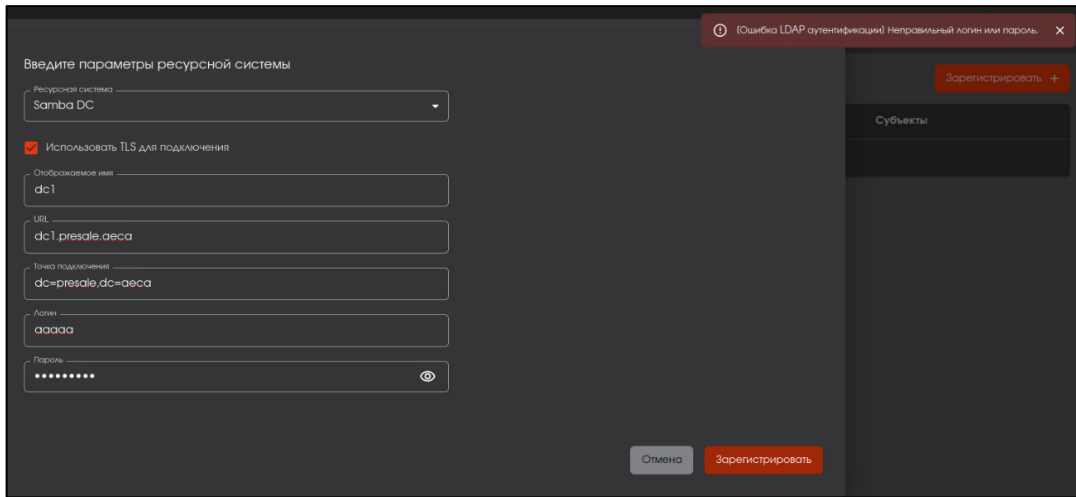 (Ошибка LDAP аутентификации) Неправильный логин или пароль.
Введите параметры ресурсной системы
Зарегистрировать +
Ресурсная система
Samba DC
Субъекты
Использовать TLS для подключения
Отображаемое имя
dc1
URL
dc1.presale.aeca
Точка подключения
dc=presale,dc=aeca
Логин
aaaaa
Пароль
•••••••••
Отмена
Зарегистрировать